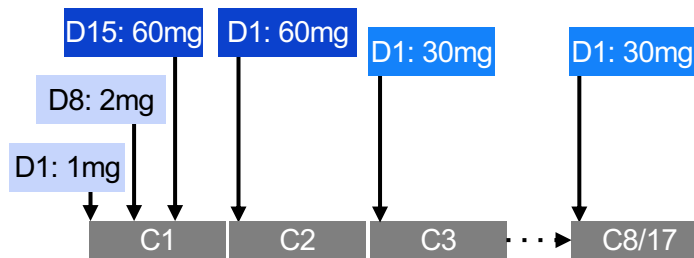 D15: 60mg
D1: 60mg
D1: 30mg
D1: 30mg
D8: 2mg
D1: 1mg
C1
C2
C3
C8/17